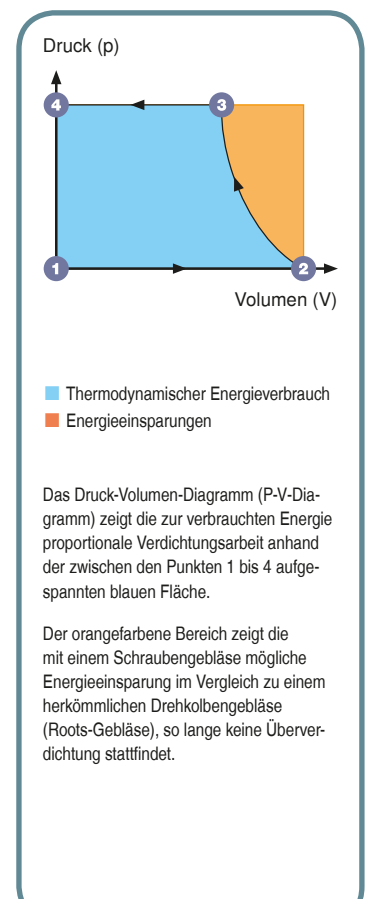 Druck (p)
4
3
1
2
Volumen (V)
Thermodynamischer Energieverbrauch
Energieeinsparungen
Das Druck-Volumen-Diagramm (P-V-Dia-
gramm) zeigt die zur verbrauchten Energie
proportionale Verdichtungsarbeit anhand
der zwischen den Punkten 1 bis 4 aufge-
spannten blauen Fläche.
Der orangefarbene Bereich zeigt die
mit einem Schraubengebläse mögliche
Energieeinsparung im Vergleich zu einem
herkömmlichen Drehkolbengebläse
(Roots-Gebläse), so lange keine Überver-
dichtung stattfindet.